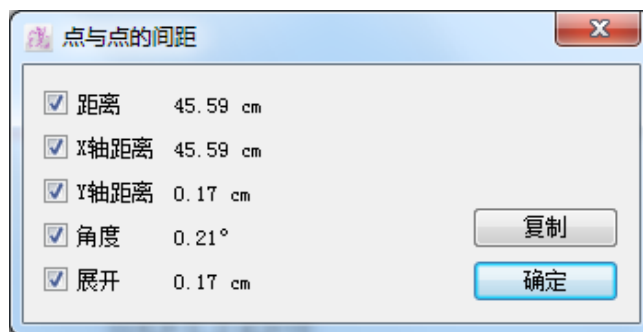 点与点的间距
距离 45.59 cm
X轴距离 45.59 cm
Y轴距离 0.17 cm
角度 0.21°
展开 0.17 cm
复制
确定